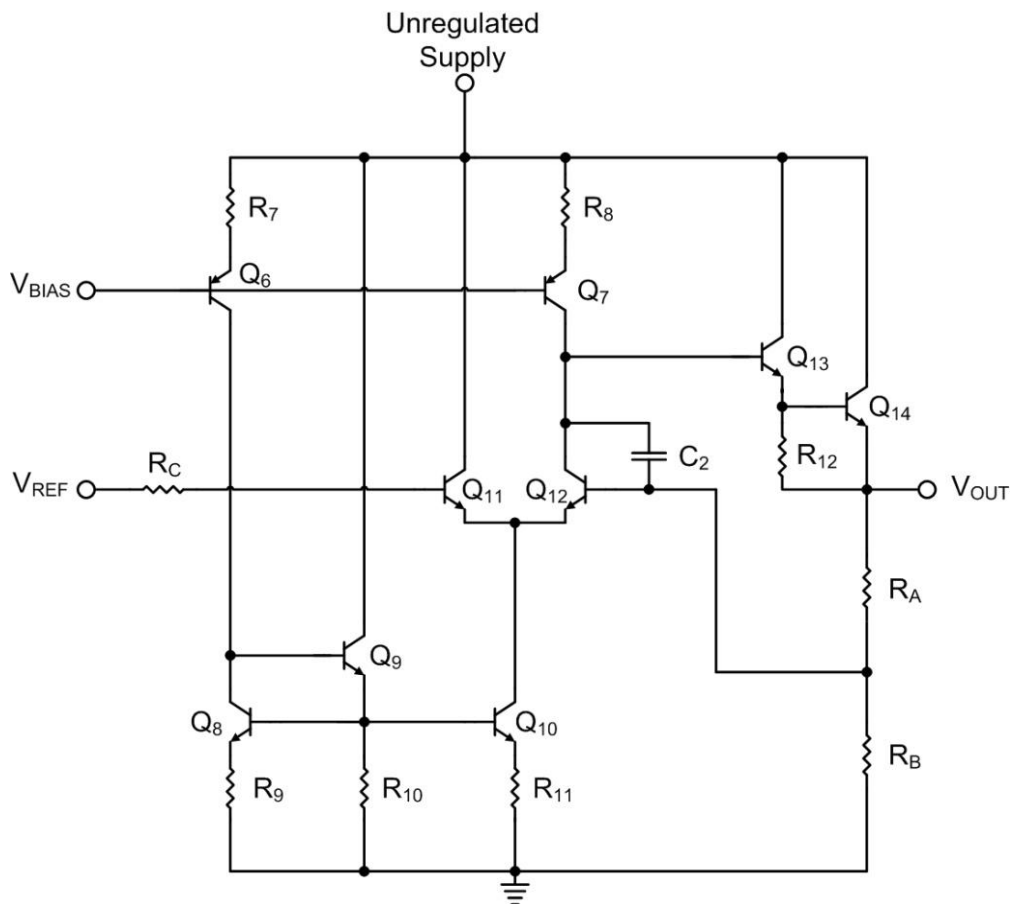 Unregulated
Supply
R7
R8
VBIAS
Q6
Q7
Q13
Q14
RC
C2
R12
VREF
Q11
Q12
VOUT
RA
Q9
Q8
Q10
RB
R9
R10
R11